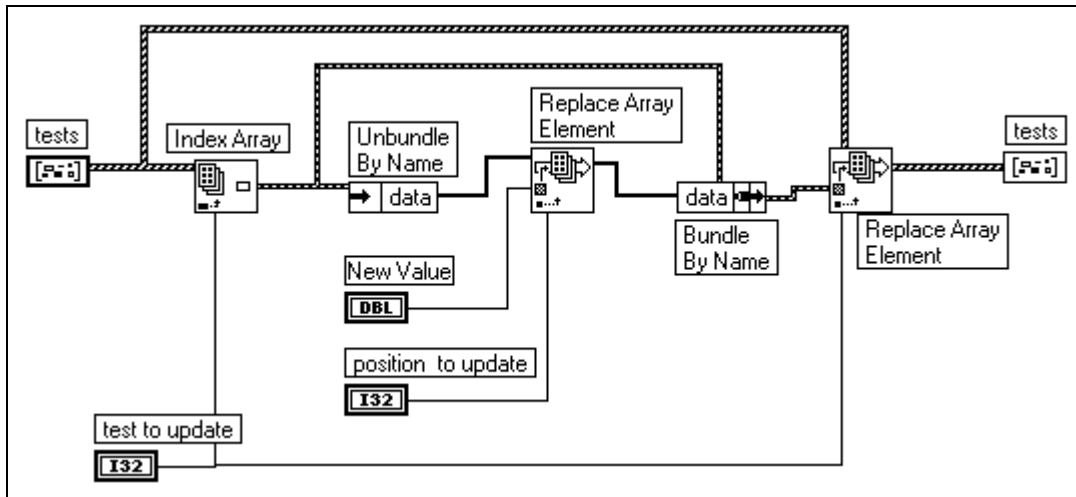 tests
Index Array
Unbundle
By Name
Replace Array
Element
tests
data
data
Bundle
By Name
Replace Array
Element
New Value
DBL
position to update
I32
test to update
I32